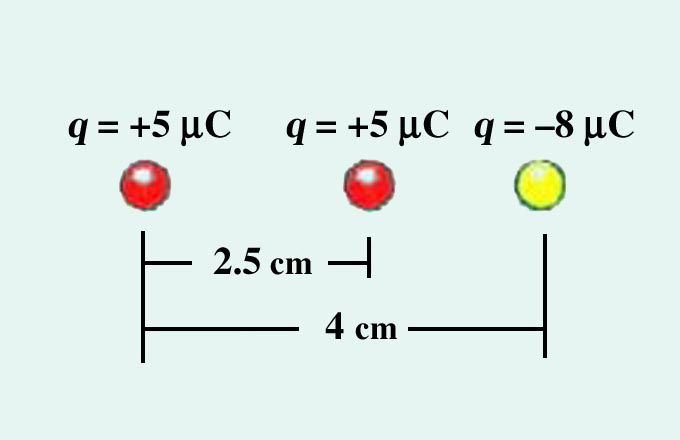 q = +5 μC q = +5 μC q = –8 μC
2.5 cm
4 cm